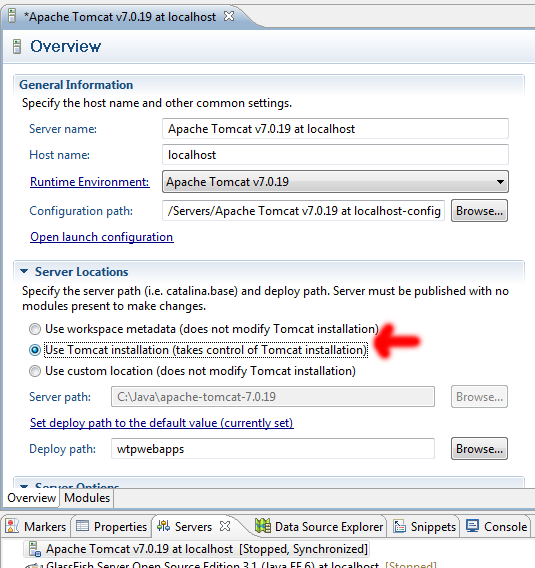 *Apache Tomcat v7.0.19 at localhost
Overview
General Information
Specify the host name and other common settings.
Server name: Apache Tomcat v7.0.19 at localhost
Host name: localhost
Runtime Environment: Apache Tomcat v7.0.19
Configuration path: /Servers/Apache Tomcat v7.0.19 at localhost-config Browse...
Open launch configuration
Server Locations
Specify the server path (i.e. catalina.base) and deploy path. Server must be published with no
modules present to make changes.
Use workspace metadata (does not modify Tomcat installation)
Use Tomcat installation (takes control of Tomcat installation)
Use custom location (does not modify Tomcat installation)
Server path: C:\Java\apache-tomcat-7.0.19 Browse...
Set deploy path to the default value (currently set)
Deploy path: wtpwebapps Browse...
Server Options
Overview Modules
Markers Properties Servers Data Source Explorer Snippets Console
Apache Tomcat v7.0.19 at localhost [Stopped, Synchronized]
GlassFish Server Open Source Edition 3.1 (Java EE 6) at localhost [Stopped]